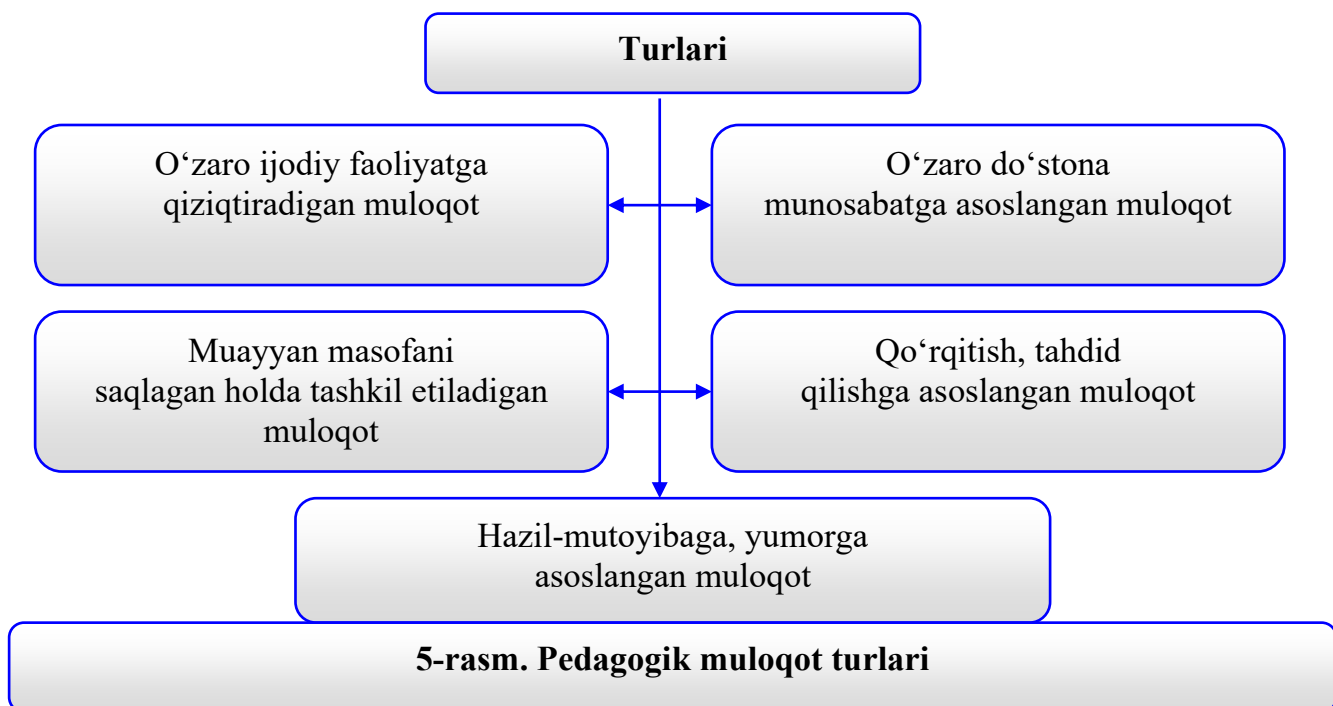 Turlari
O‘zaro ijodiy faoliyatga
qiziqtiradigan muloqot
O‘zaro do‘stona
munosabatga asoslangan muloqot
Muayyan masofani
saqlagan holda tashkil etiladigan
muloqot
Qo‘rqitish, tahdid
qilishga asoslangan muloqot
Hazil-mutoyibaga, yumorga
asoslangan muloqot
5-rasm. Pedagogik muloqot turlari